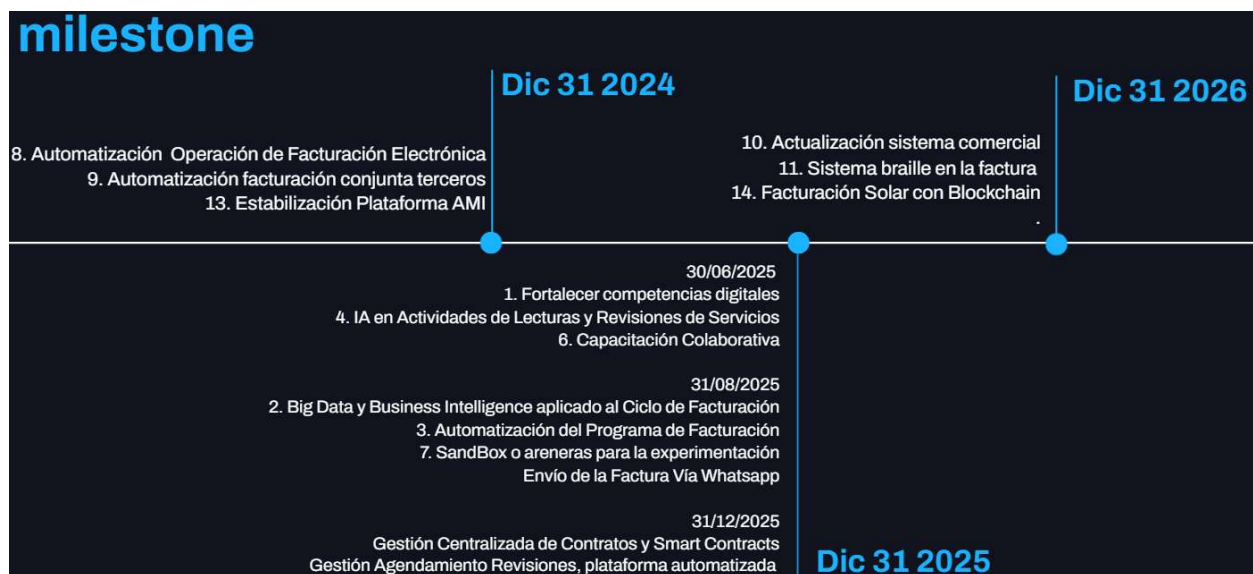 milestone
Dic 31 2024
8. Automatización Operación de Facturación Electrónica
9. Automatización facturación conjunta terceros
13. Estabilización Plataforma AMI
Dic 31 2026
10. Actualización sistema comercial
11. Sistema braille en la factura
14. Facturación Solar con Blockchain
.
30/06/2025
1. Fortalecer competencias digitales
4. IA en Actividades de Lecturas y Revisiones de Servicios
6. Capacitación Colaborativa
31/08/2025
2. Big Data y Business Intelligence aplicado al Ciclo de Facturación
3. Automatización del Programa de Facturación
7. SandBox o areneras para la experimentación
Envío de la Factura Vía Whatsapp
31/12/2025
Gestión Centralizada de Contratos y Smart Contracts
Gestión Agendamiento Revisiones, plataforma automatizada
Dic 31 2025